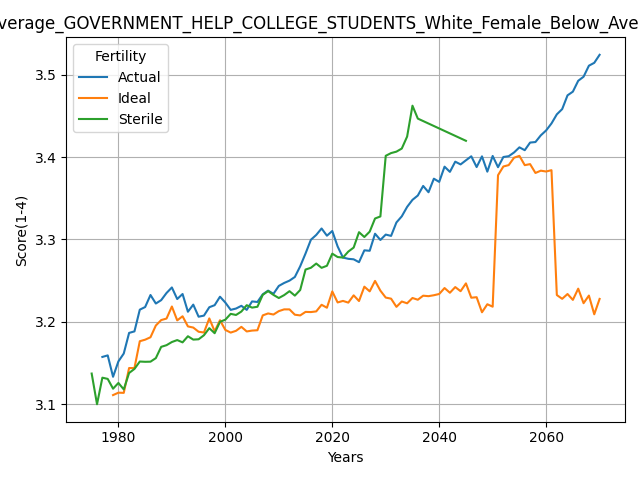 verage_GOVERNMENT_HELP_COLLEGE_STUDENTS_White_Female_Below_Ave
Fertility
Actual
Ideal
Sterile
Score(1-4)
3.5
3.4
3.3
3.2
3.1
1980 2000 2020 2040 2060
Years